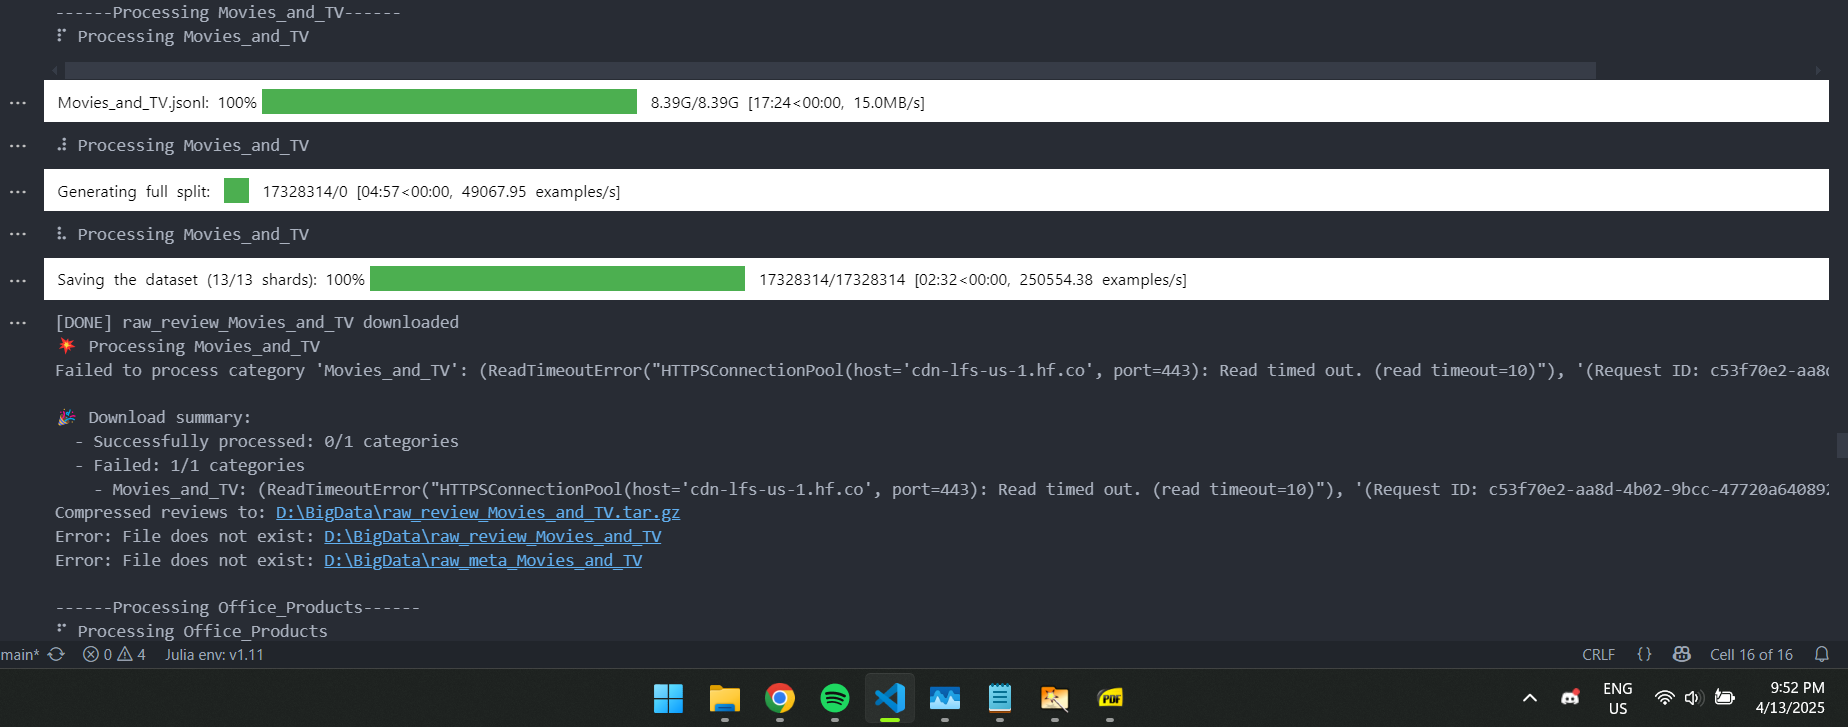 ------Processing Movies_and_TV------
⠏ Processing Movies_and_TV
... Movies_and_TV.jsonl: 100% 8.39G/8.39G [17:24<00:00, 15.0MB/s]
... Processing Movies_and_TV
... Generating full split: 17328314/0 [04:57<00:00, 49067.95 examples/s]
... Processing Movies_and_TV
... Saving the dataset (13/13 shards): 100% 17328314/17328314 [02:32<00:00, 250554.38 examples/s]
... [DONE] raw_review_Movies_and_TV downloaded
💥 Processing Movies_and_TV
Failed to process category 'Movies_and_TV': (ReadTimeoutError("HTTPSConnectionPool(host='cdn-lfs-us-1.hf.co', port=443): Read timed out. (read timeout=10)"), '(Request ID: c53f70e2-aa8d
🎉 Download summary:
- Successfully processed: 0/1 categories
- Failed: 1/1 categories
- Movies_and_TV: (ReadTimeoutError("HTTPSConnectionPool(host='cdn-lfs-us-1.hf.co', port=443): Read timed out. (read timeout=10)"), '(Request ID: c53f70e2-aa8d-4b02-9bcc-47720a640892
Compressed reviews to: D:\BigData\raw_review_Movies_and_TV.tar.gz
Error: File does not exist: D:\BigData\raw_review_Movies_and_TV
Error: File does not exist: D:\BigData\raw_meta_Movies_and_TV
------Processing Office_Products------
Processing Office_Products
main* 0 4 Julia env: v1.11 CRLF {} Cell 16 of 16
PDF
ENG
US
9:52 PM
4/13/2025